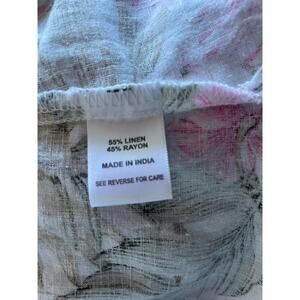 55% LINEN
45% RAYON
MADE IN INDIA
SEE REVERSE FOR CARE